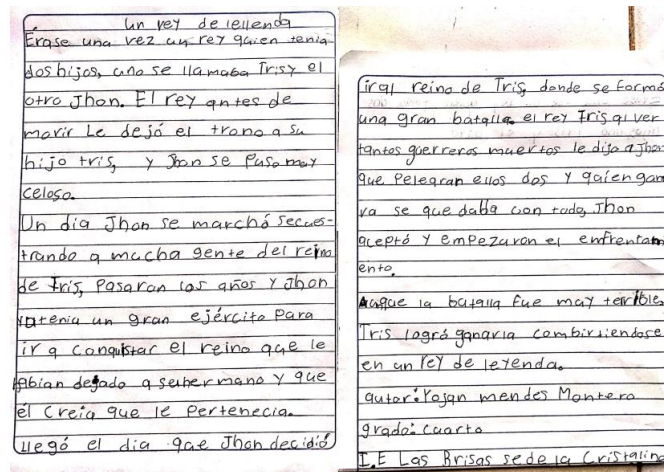 un rey de lellenda
Erase una vez un rey quien tenia
dos hijos, uno se llamaba Trisy el
otro Jhon. El rey antes de
morir Le dejó el trono a su
hijo tris, y Jhon se puso muy
celoso.
Un dia Jhon se marchó secues-
trando a mucha gente del reino
de tris, pasaron los años y Jhon
ya tenia un gran ejército para
ir a conquistar el reino que le
habian dejado a su hermano y que
él creia que le pertenecia.
llegó el dia que Jhon decidió
ir al reino de Tris, donde se formó
una gran batalla. el rey Tris al ver
tantos guerreros muertos le dijo a Jhon
que pelearan ellos dos y quien gana
ra se quedaba con todo, Jhon
aceptó y empezaron el enfrentam
ento.
Aunque la batalla fue muy terrible
Tris logró ganarla combirtiendose
en un rey de leyenda.
autor: Yojan mendes Montero
grado: cuarto
I.E Las Brisas sede la Cristalina